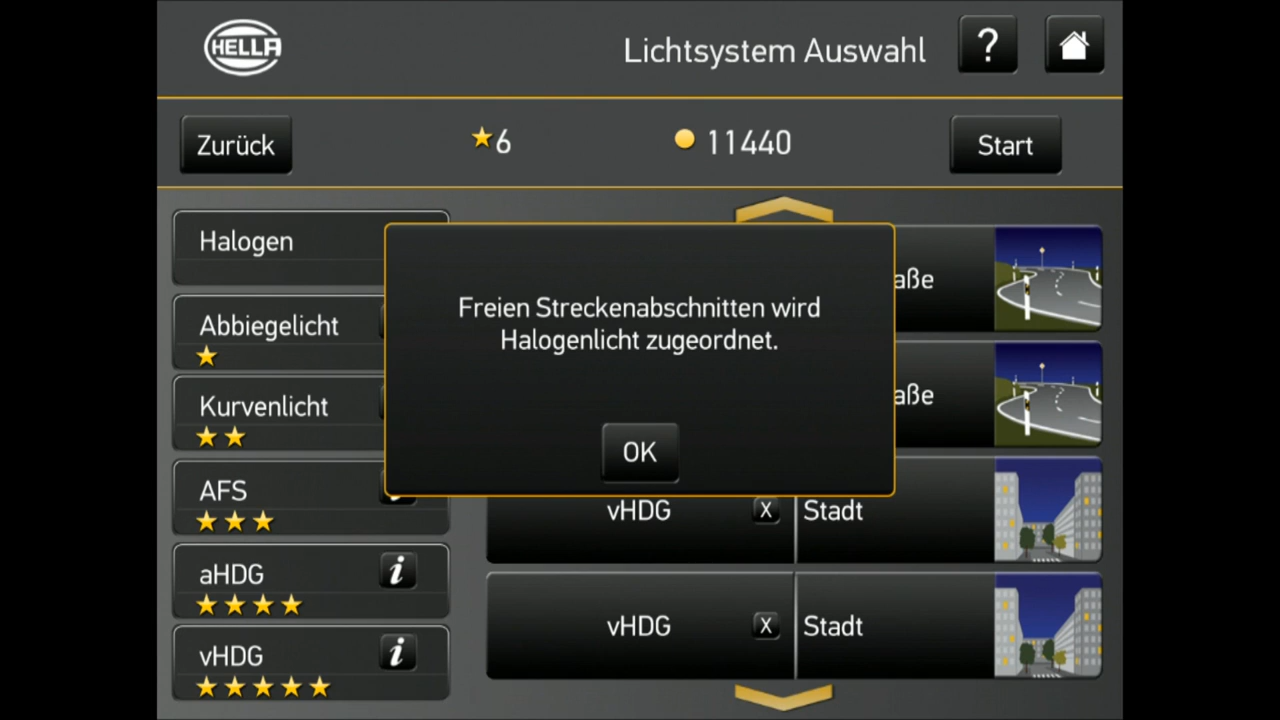 HELLA
Lichtsystem Auswahl
?
Zurück
6
11440
Start
Halogen
Abbiegelicht
Kurvenlicht
AFS
aHDG
i
vHDG
i
Freien Streckenabschnitten wird
Halogenlicht zugeordnet.
OK
aße
aße
vHDG X Stadt
vHDG X Stadt